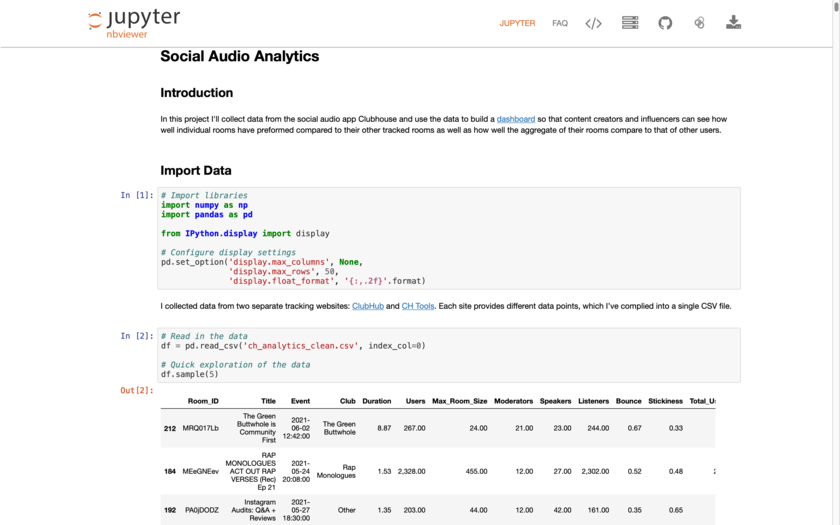 jupyter
nbviewer
JUPYTER FAQ </>
Social Audio Analytics
Introduction
In this project I'll collect data from the social audio app Clubhouse and use the data to build a dashboard so that content creators and influencers can see how
well individual rooms have preformed compared to their other tracked rooms as well as how well the aggregate of their rooms compare to that of other users.
Import Data
In [1]: # Import libraries
import numpy as np
import pandas as pd
from IPython.display import display
# Configure display settings
pd.set_option('display.max_columns', None,
'display.max_rows', 50,
'display.float_format', '{:,.2f}'.format)
I collected data from two separate tracking websites: ClubHub and CH Tools. Each site provides different data points, which I've complied into a single CSV file.
In [2]: # Read in the data
df = pd.read_csv('ch_analytics_clean.csv', index_col=0)
# Quick exploration of the data
df.sample(5)
Out[2]:
Room_ID Title Event Club Duration Users Max_Room_Size Moderators Speakers Listeners Bounce Stickiness
The Green
Buttwhole is
Community
First
2021-
06-02
12:42:00
The Green
Buttwhole
212 MRQ017Lb 8.87 267.00 24.00 21.00 23.00 244.00 0.67 0.33
RAP
MONOLOGUES
ACT OUT RAP
VERSES (Rec)
Ep 21
2021-
05-24
20:08:00
Rap
Monologues
184 MEeGNEev 1.53 2,328.00 455.00 12.00 27.00 2,302.00 0.52 0.48
Instagram
Audits: Q&A +
Reviews
2021-
05-27
18:30:00
192 PA0jDODZ Other 1.35 203.00 44.00 12.00 42.00 161.00 0.35 0.65